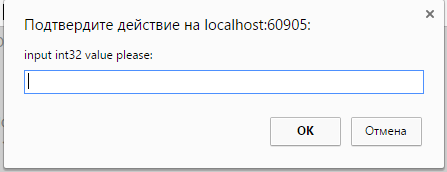 Подтвердите действие на localhost:60905:
input int32 value please:
OK
Отмена